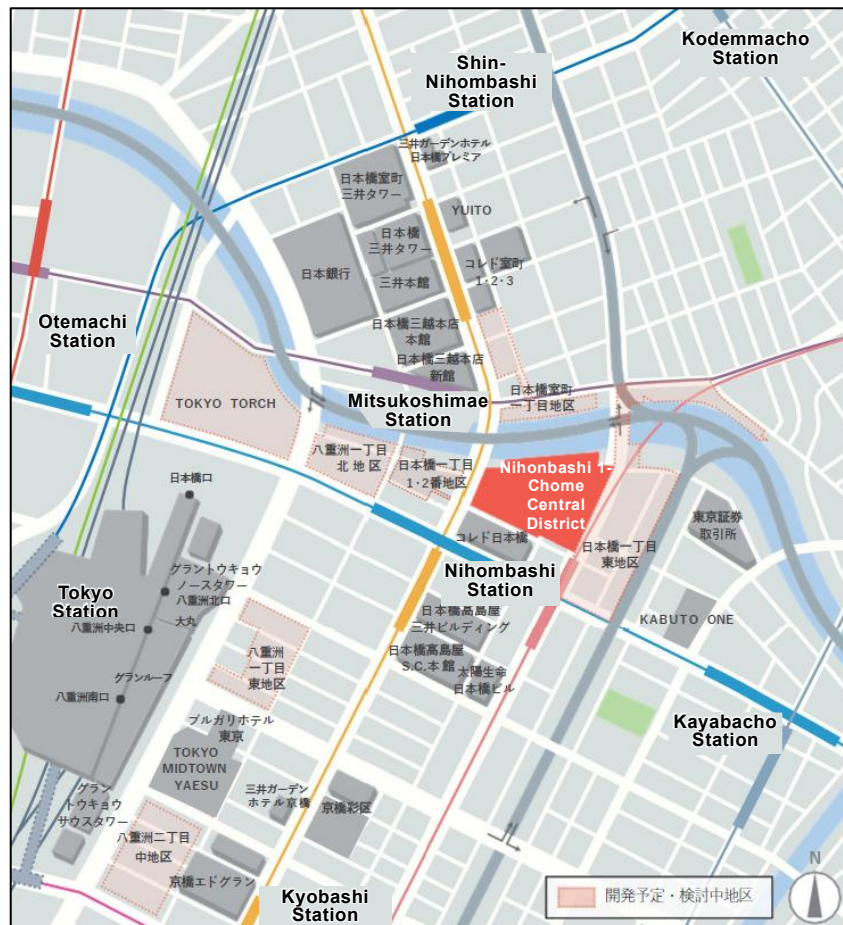 Kodemmacho
Station
Shin-
Nihombashi
Station
三井ガーデンホテル
日本橋プレミア
日本橋室町
三井タワー
YUITO
日本橋
三井タワー
日本銀行
三井本館
コレド室町
1・2・3
Otemachi
Station
日本橋三越本店
本館
日本橋三越本店
新館
TOKYO TORCH
Mitsukoshimae
Station
日本橋室町
一丁目地区
八重洲一丁目
北地区
日本橋一丁目
1・2番地区
Nihonbashi 1-
Chome
Central
District
日本橋口
東京証券
取引所
コレド日本橋
日本橋一丁目
東地区
グラントウキョウ
ノースタワー
八重洲北口
Nihombashi
Station
Tokyo
Station
大丸
八重洲中央口
日本橋髙島屋
三井ビルディング
KABUTO ONE
八重洲
一丁目
東地区
日本橋髙島屋
S.C.本館
太陽生命
日本橋ビル
グランルーフ
八重洲南口
ブルガリホテル
東京
Kayabacho
Station
TOKYO
MIDTOWN
YAESU
グラン
トウキョウ
サウスタワー
三井ガーデン
ホテル京橋
京橋彩区
八重洲二丁目
中地区
京橋エドグラン
Kyobashi
Station
N
開発予定・検討中地区